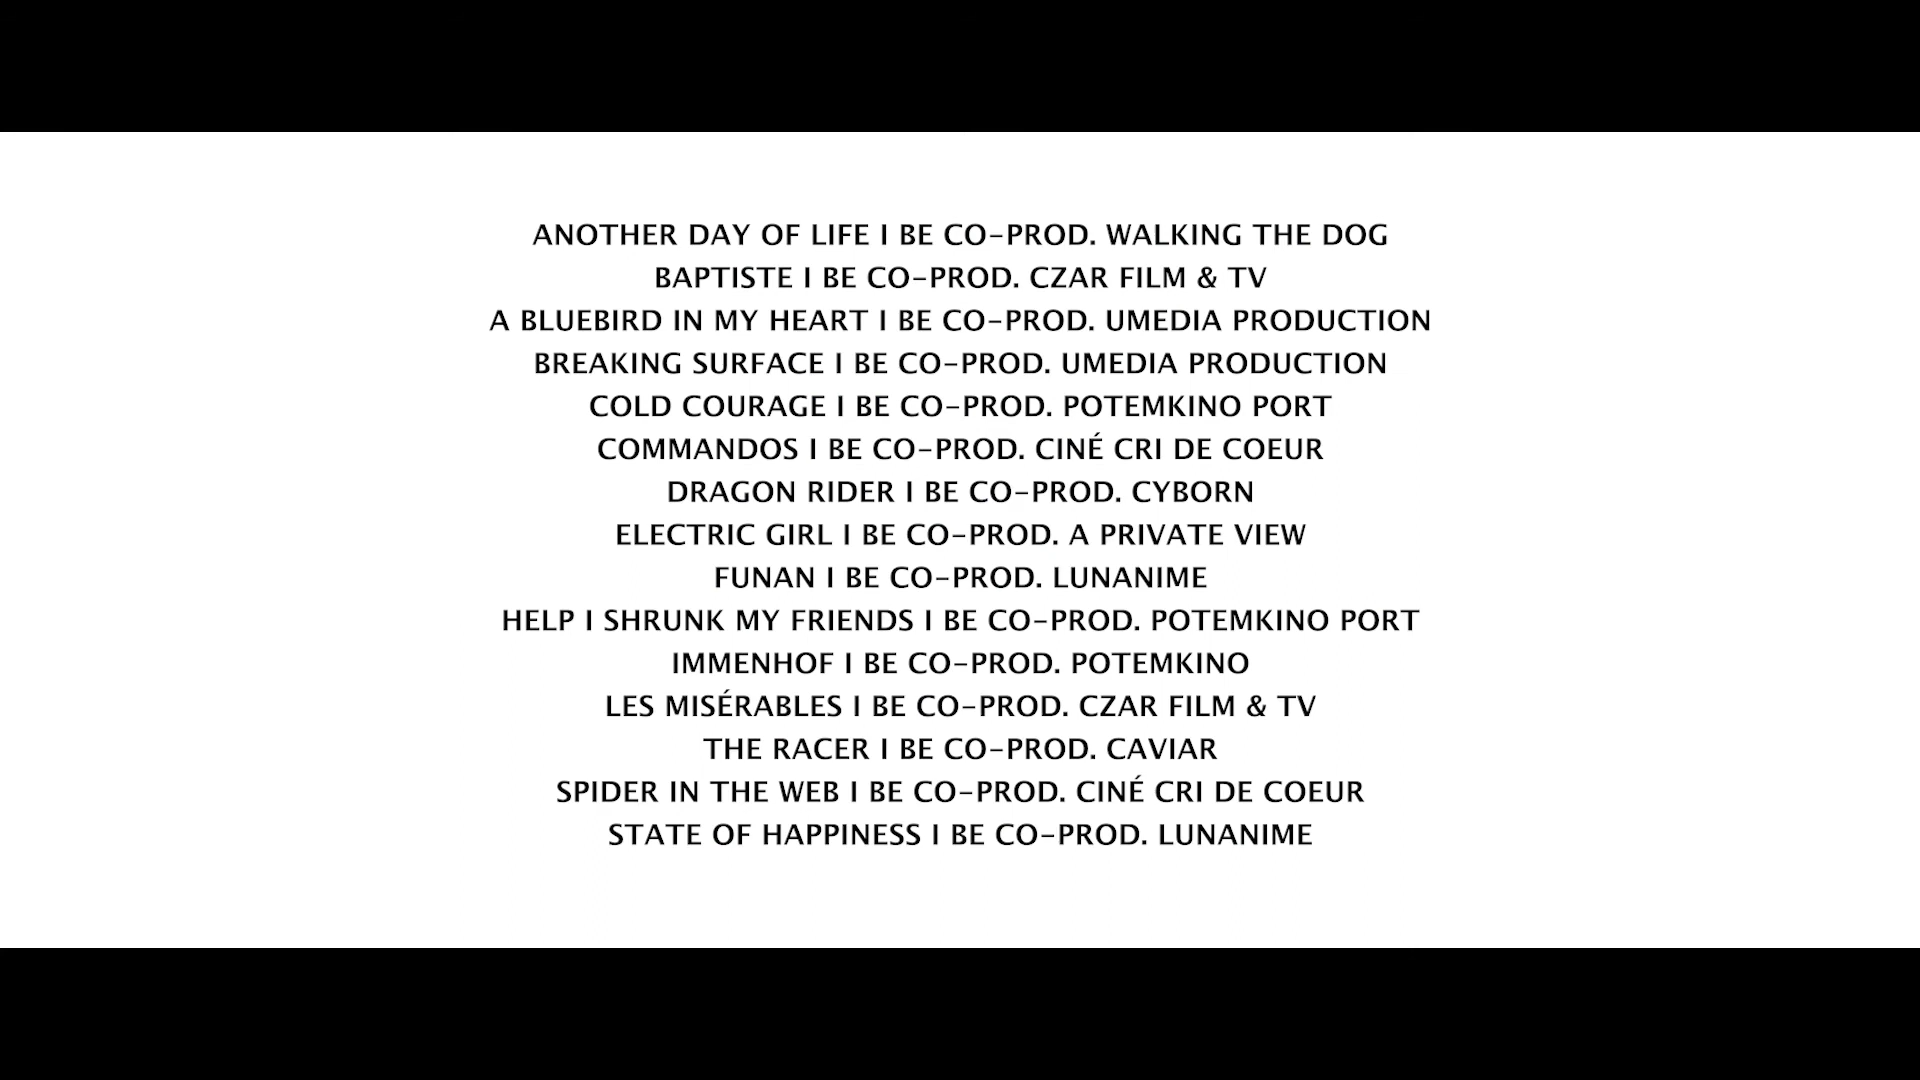 ANOTHER DAY OF LIFE I BE CO-PROD. WALKING THE DOG
BAPTISTE I BE CO-PROD. CZAR FILM & TV
A BLUEBIRD IN MY HEART I BE CO-PROD. UMEDIA PRODUCTION
BREAKING SURFACE I BE CO-PROD. UMEDIA PRODUCTION
COLD COURAGE I BE CO-PROD. POTEMKINO PORT
COMMANDOS I BE CO-PROD. CINÉ CRI DE COEUR
DRAGON RIDER I BE CO-PROD. CYBORN
ELECTRIC GIRL I BE CO-PROD. A PRIVATE VIEW
FUNAN I BE CO-PROD. LUNANIME
HELP I SHRUNK MY FRIENDS I BE CO-PROD. POTEMKINO PORT
IMMENHOF I BE CO-PROD. POTEMKINO
LES MISÉRABLES I BE CO-PROD. CZAR FILM & TV
THE RACER I BE CO-PROD. CAVIAR
SPIDER IN THE WEB I BE CO-PROD. CINÉ CRI DE COEUR
STATE OF HAPPINESS I BE CO-PROD. LUNANIME